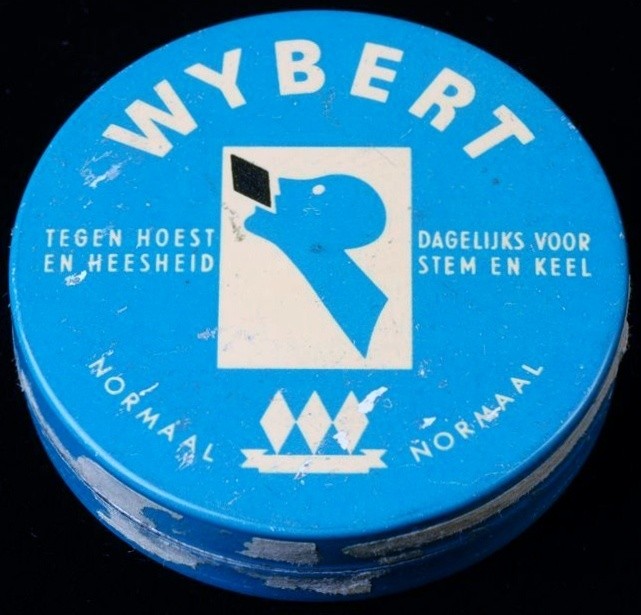 WYBERT
TEGEN HOEST
EN HEESHEID
DAGELIJKS VOOR
STEM EN KEEL
NORMAAL
NORMAAL